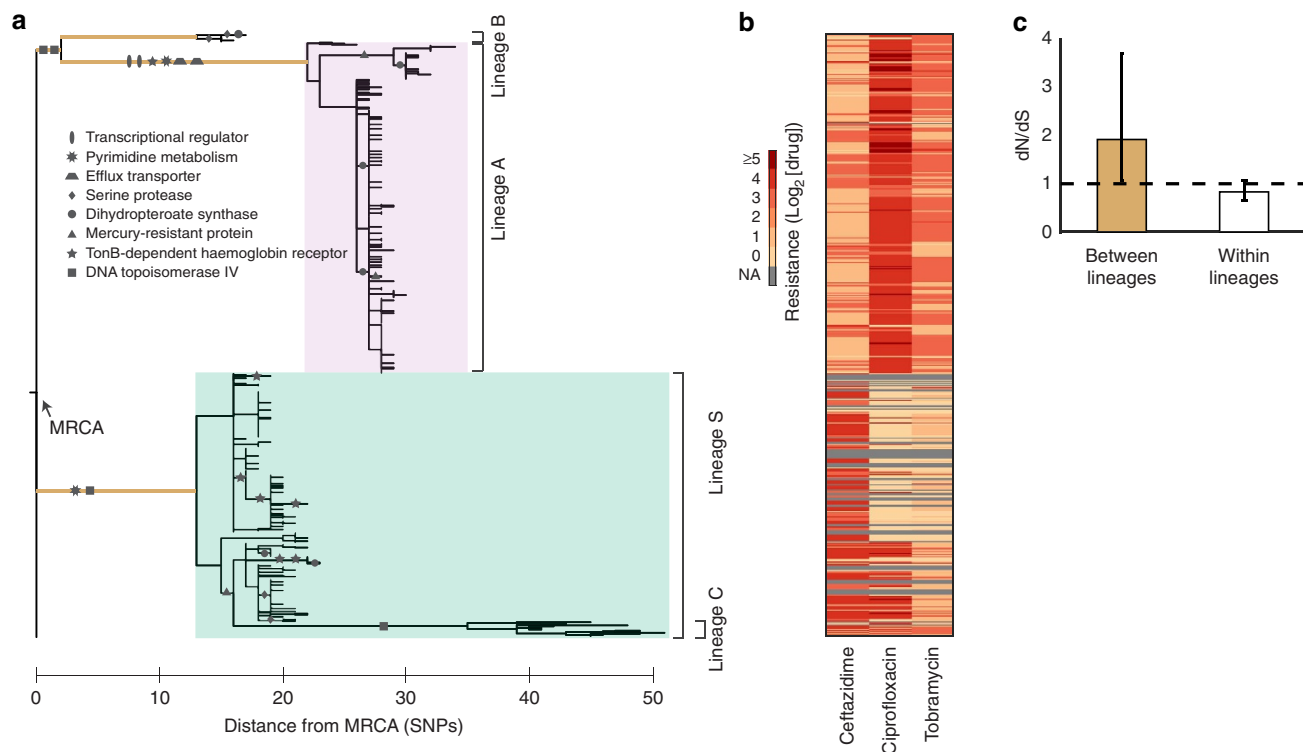 a
Lineage B
Lineage A
Transcriptional regulator
Pyrimidine metabolism
Efflux transporter
Serine protease
Dihydropteroate synthase
Mercury-resistant protein
TonB-dependent haemoglobin receptor
DNA topoisomerase IV
MRCA
Lineage S
Lineage C
0 10 20 30 40 50
Distance from MRCA (SNPs)
b
≥5
4
3
2
1
0
NA
Resistance (Log2 [drug])
Ceftazidime
Ciprofloxacin
Tobramycin
c
4
3
2
1
0
dN/dS
Between lineages
Within lineages